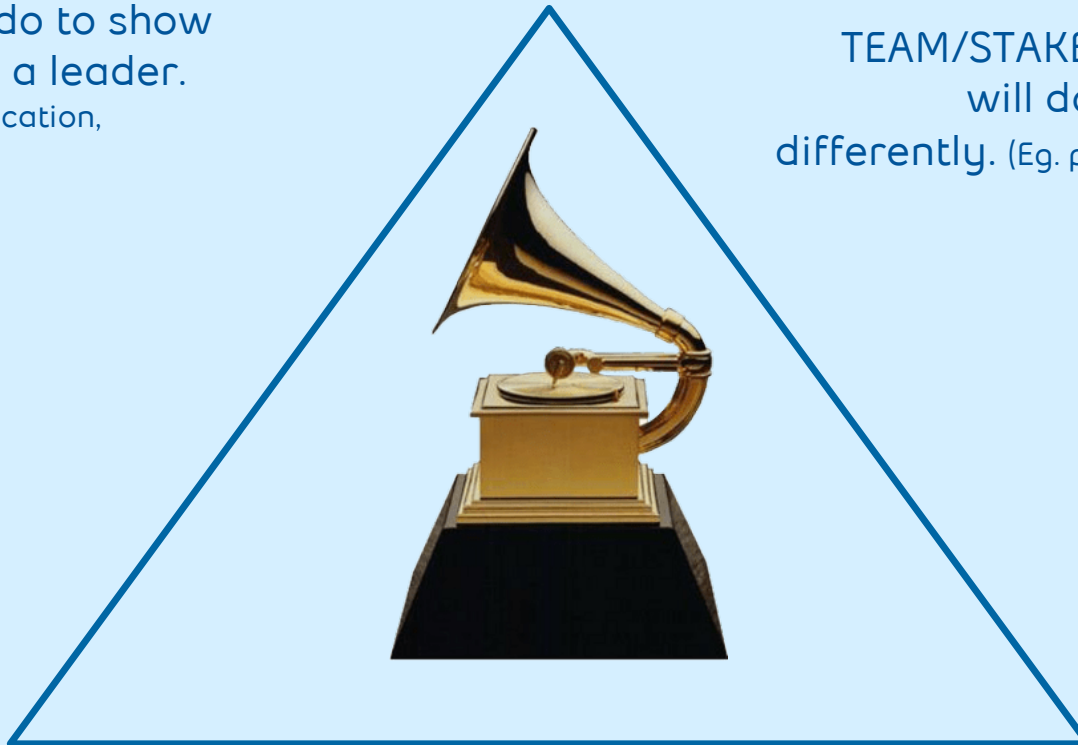 do to show
a leader.
cation,
TEAM/STAKE
will do
differently. (Eg.